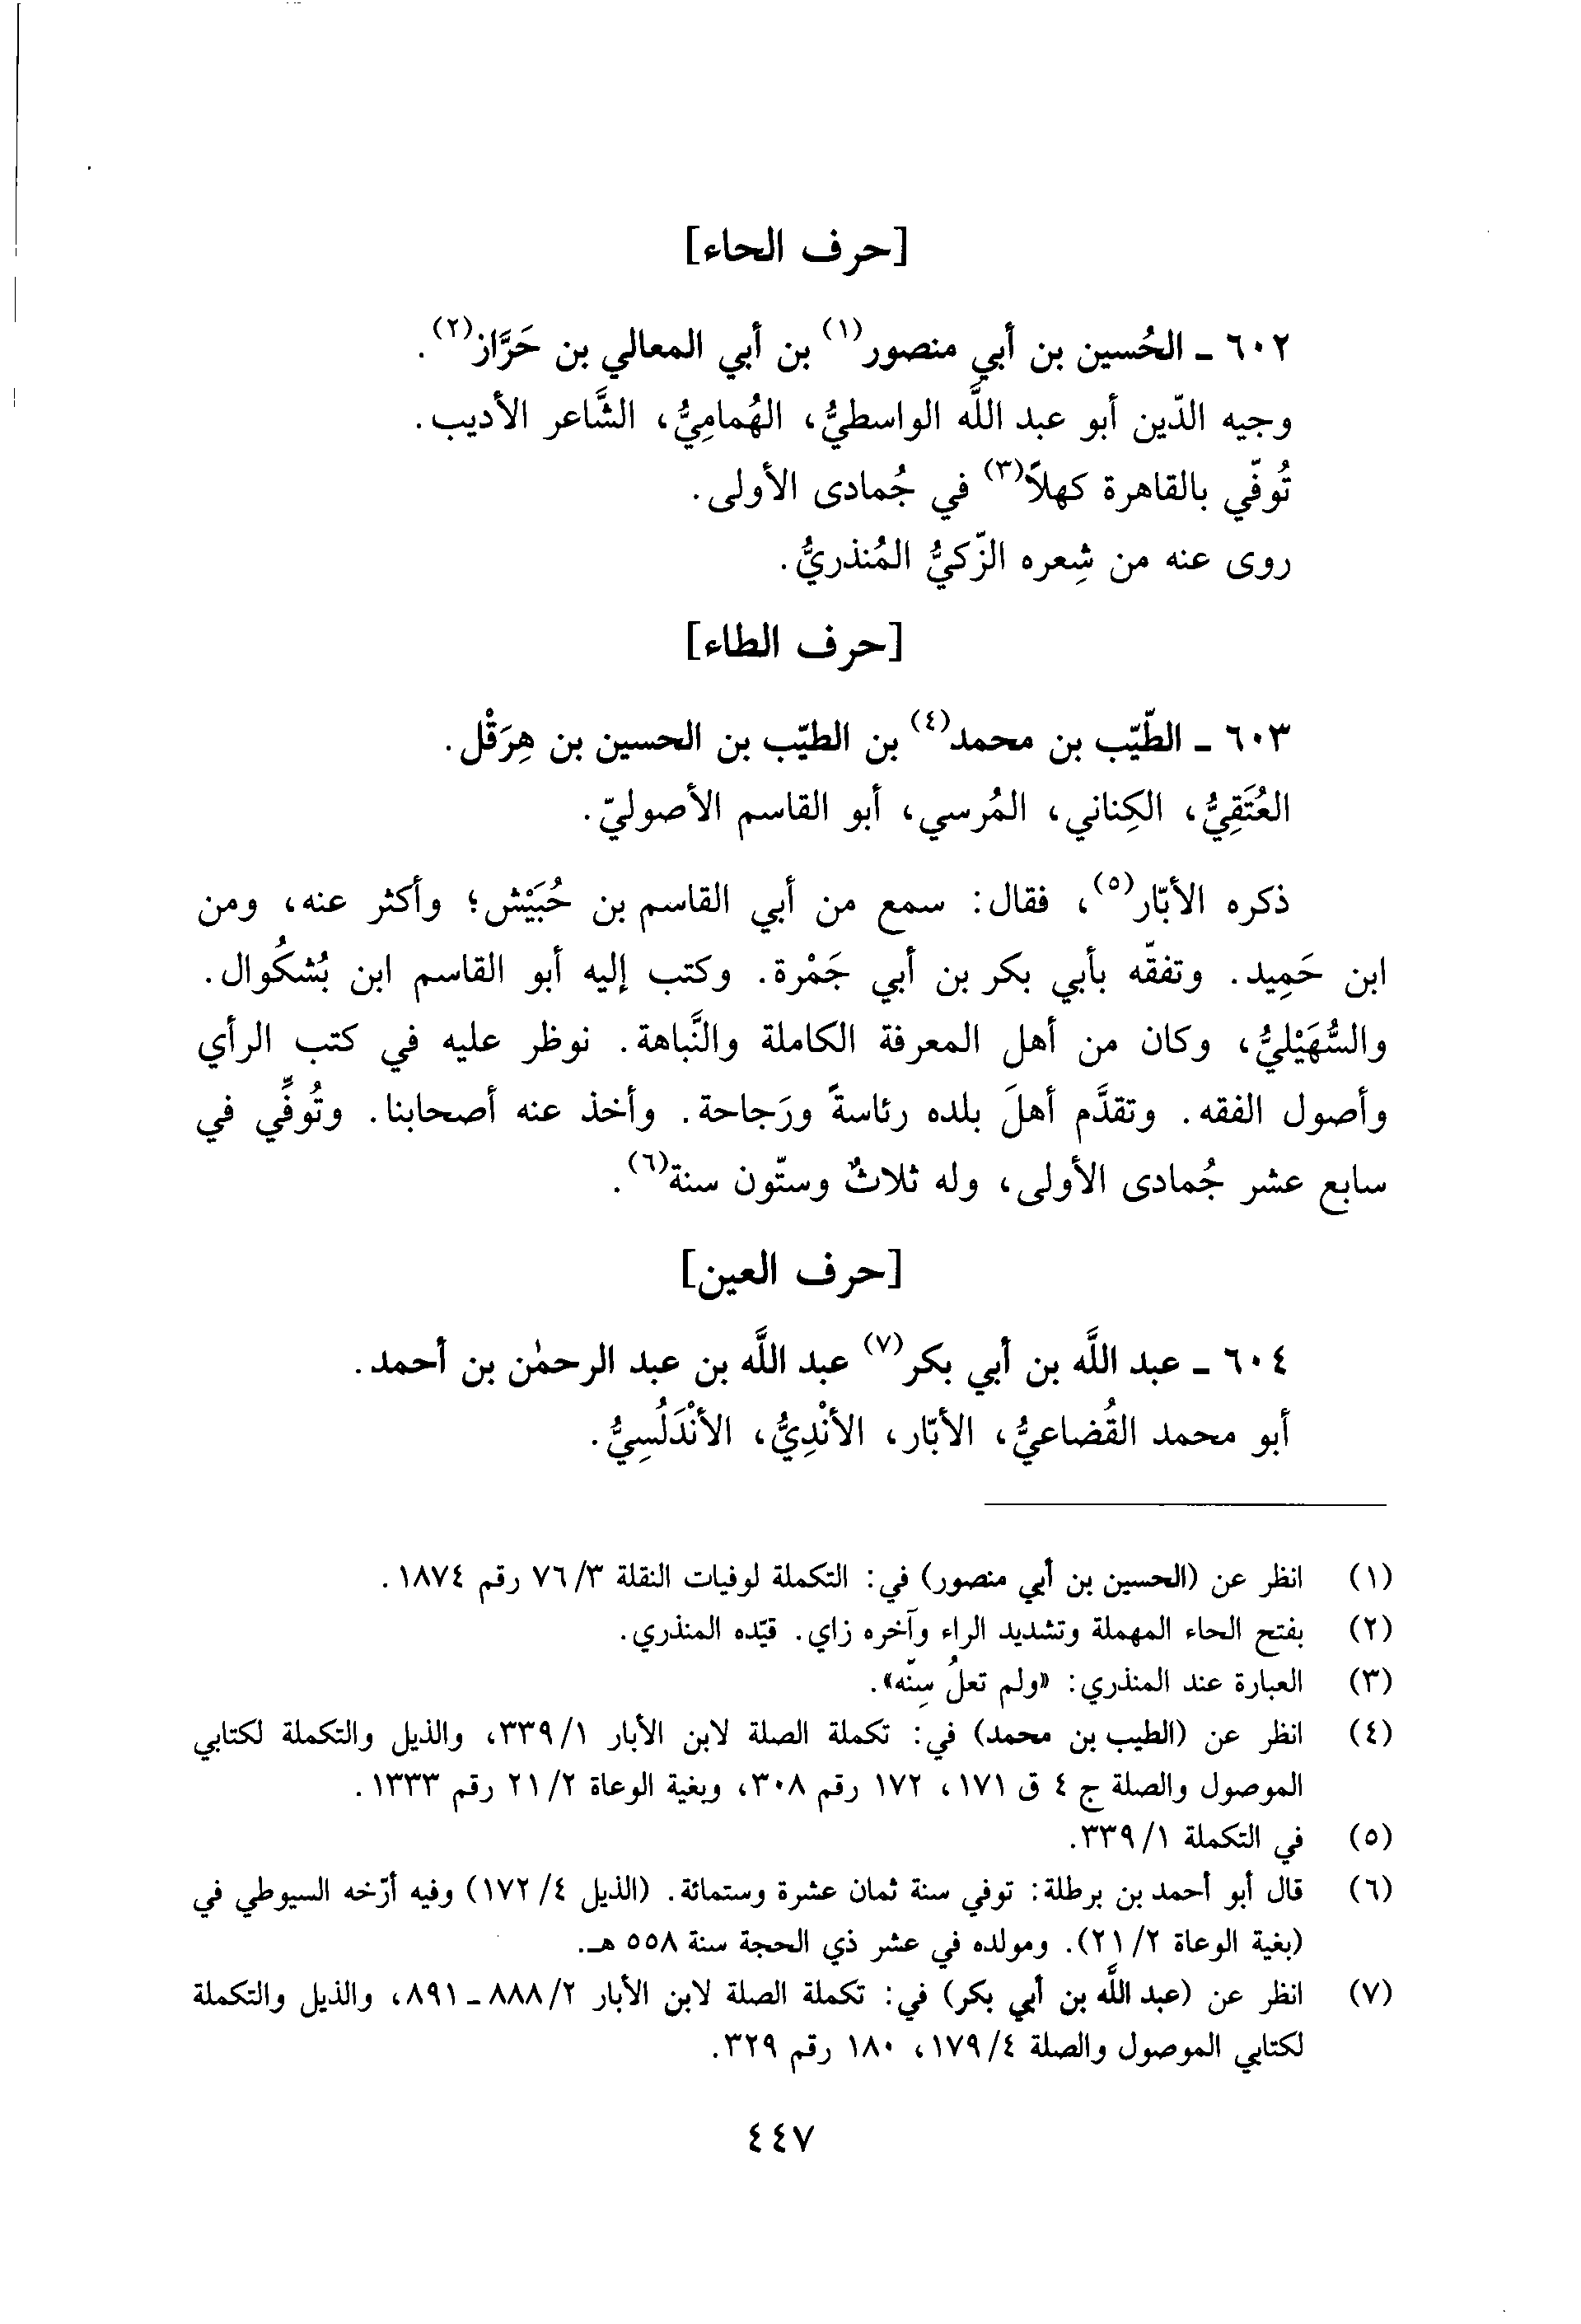 [حرف الحاء]
٦٠٢ ـ الحُسين بن أبي منصور(١) بن أبي المعالي بن حَرَّاز(٢).
وجيه الدّين أبو عبد اللَّه الواسطيُّ، الهُمامِيُّ، الشَّاعر الأديب.
تُوفّي بالقاهرة كهلاً(٣) في جُمادى الأولى.
روى عنه من شِعره الزّكيُّ المُنذريُّ.
[حرف الطاء]
٦٠٣ ـ الطّيّب بن محمد(٤) بن الطيّب بن الحسين بن هِرَقْل.
العُتَقِيُّ، الكِناني، المُرسي، أبو القاسم الأصوليّ.
ذكره الأبّار(٥)، فقال: سمع من أبي القاسم بن حُبَيْش؛ وأكثر عنه، ومن
ابن حَمِيد. وتفقّه بأبي بكر بن أبي جَمْرة. وكتب إليه أبو القاسم ابن بُشكُوال.
والسُّهَيْليُّ، وكان من أهل المعرفة الكاملة والنَّباهة. نوظر عليه في كتب الرأي
وأصول الفقه. وتقدَّم أهلَ بلده رئاسةً ورَجاحة. وأخذ عنه أصحابنا. وتُوفِّي في
سابع عشر جُمادى الأولى، وله ثلاثٌ وستّون سنة(٦).
[حرف العين]
٦٠٤ ـ عبد اللَّه بن أبي بكر(٧) عبد اللَّه بن عبد الرحمٰن بن أحمد.
أبو محمد القُضاعيُّ، الأبّار، الأنْدِيُّ، الأنْدَلُسِيُّ.
(١) انظر عن (الحسين بن أبي منصور) في: التكملة لوفيات النقلة ٣/ ٧٦ رقم ١٨٧٤.
(٢) بفتح الحاء المهملة وتشديد الراء وآخره زاي. قيّده المنذري.
(٣) العبارة عند المنذري: «ولم تعلُ سِنّه».
(٤) انظر عن (الطيب بن محمد) في: تكملة الصلة لابن الأبار ١/ ٣٣٩، والذيل والتكملة لكتابي
الموصول والصلة ج ٤ ق ١٧١، ١٧٢ رقم ٣٠٨، وبغية الوعاة ٢/ ٢١ رقم ١٣٣٣.
(٥) في التكملة ١/ ٣٣٩.
(٦) قال أبو أحمد بن برطلة: توفي سنة ثمان عشرة وستمائة. (الذيل ٤/ ١٧٢) وفيه أرّخه السيوطي في
(بغية الوعاة ٢/ ٢١). ومولده في عشر ذي الحجة سنة ٥٥٨ هـ.
(٧) انظر عن (عبد اللَّه بن أبي بكر) في: تكملة الصلة لابن الأبار ٢/ ٨٨٨ ـ ٨٩١، والذيل والتكملة
لكتابي الموصول والصلة ٤/ ١٧٩، ١٨٠ رقم ٣٢٩.
٤٤٧